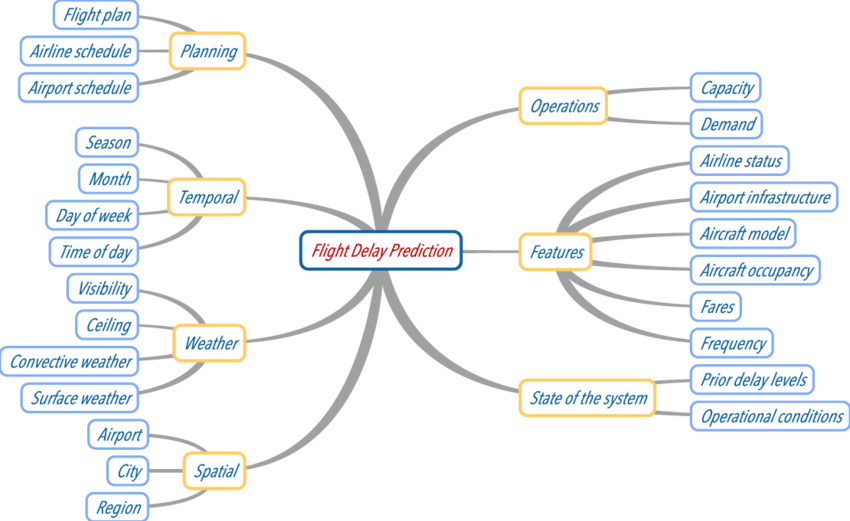 Flight Delay Prediction
Planning
Flight plan
Airline schedule
Airport schedule
Temporal
Season
Month
Day of week
Time of day
Weather
Visibility
Ceiling
Convective weather
Surface weather
Spatial
Airport
City
Region
Operations
Capacity
Demand
Features
Airline status
Airport infrastructure
Aircraft model
Aircraft occupancy
Fares
Frequency
State of the system
Prior delay levels
Operational conditions